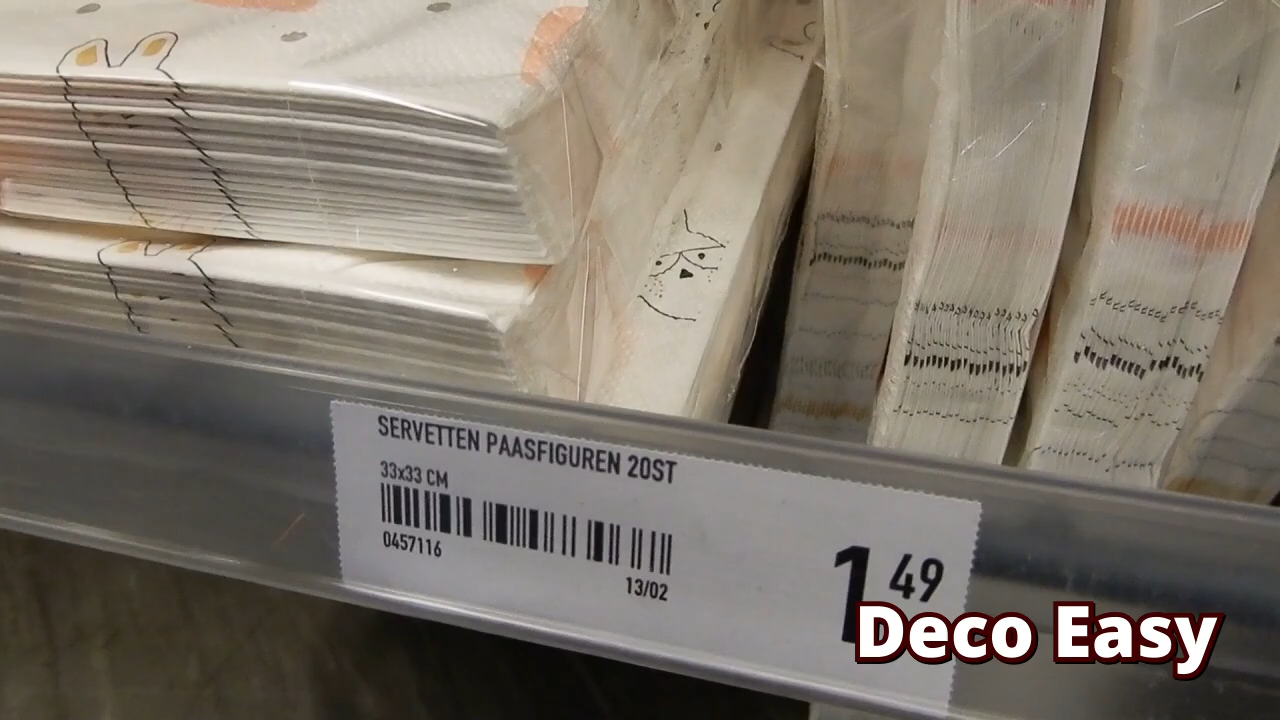 SERVETTEN PAASFIGUREN 20ST
33x33 CM
0457116
13/02
1 49
Deco Easy